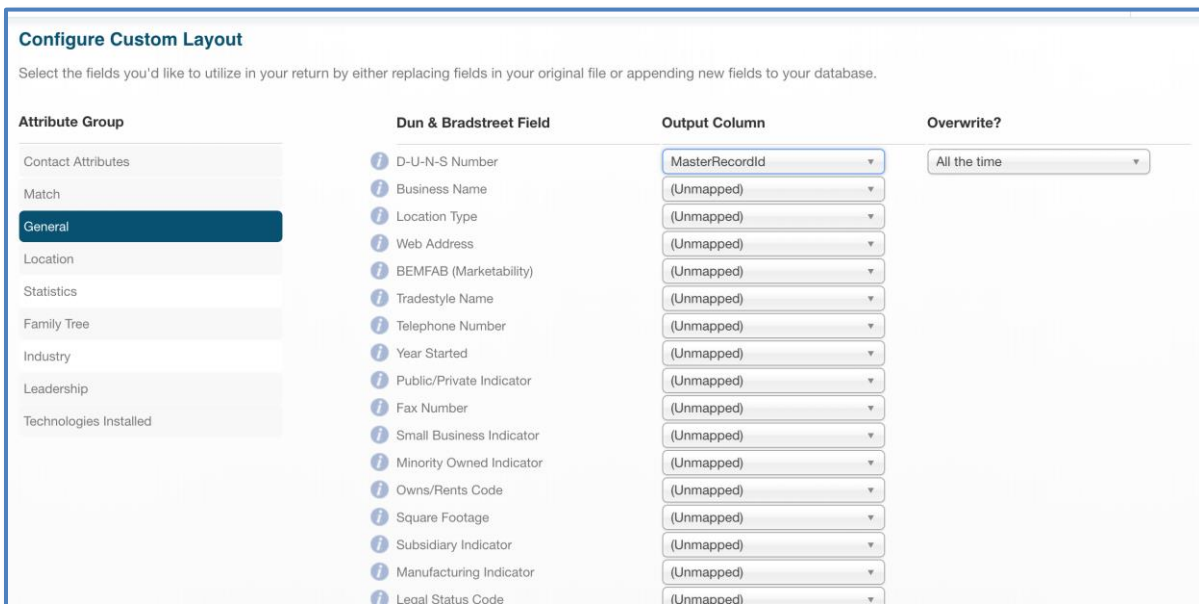 Configure Custom Layout
Select the fields you'd like to utilize in your return by either replacing fields in your original file or appending new fields to your database.
Attribute Group
Contact Attributes
Match
General
Location
Statistics
Family Tree
Industry
Leadership
Technologies Installed
Dun & Bradstreet Field Output Column Overwrite?
D-U-N-S Number MasterRecordId All the time
Business Name (Unmapped)
Location Type (Unmapped)
Web Address (Unmapped)
BEMFAB (Marketability) (Unmapped)
Tradestyle Name (Unmapped)
Telephone Number (Unmapped)
Year Started (Unmapped)
Public/Private Indicator (Unmapped)
Fax Number (Unmapped)
Small Business Indicator (Unmapped)
Minority Owned Indicator (Unmapped)
Owns/Rents Code (Unmapped)
Square Footage (Unmapped)
Subsidiary Indicator (Unmapped)
Manufacturing Indicator (Unmapped)
Legal Status Code (Unmapped)